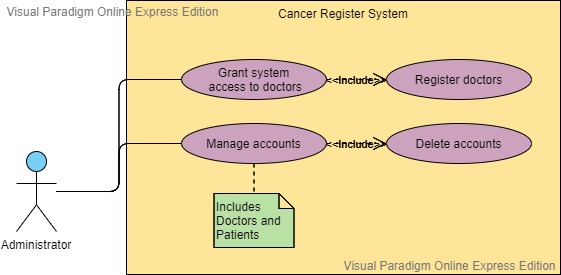 Visual Paradigm Online Express Edition
Cancer Register System
Grant system
access to doctors
<<Include>>
Register doctors
Manage accounts
<<Include>>
Delete accounts
Includes
Doctors and
Patients
Administrator
Visual Paradigm Online Express Edition